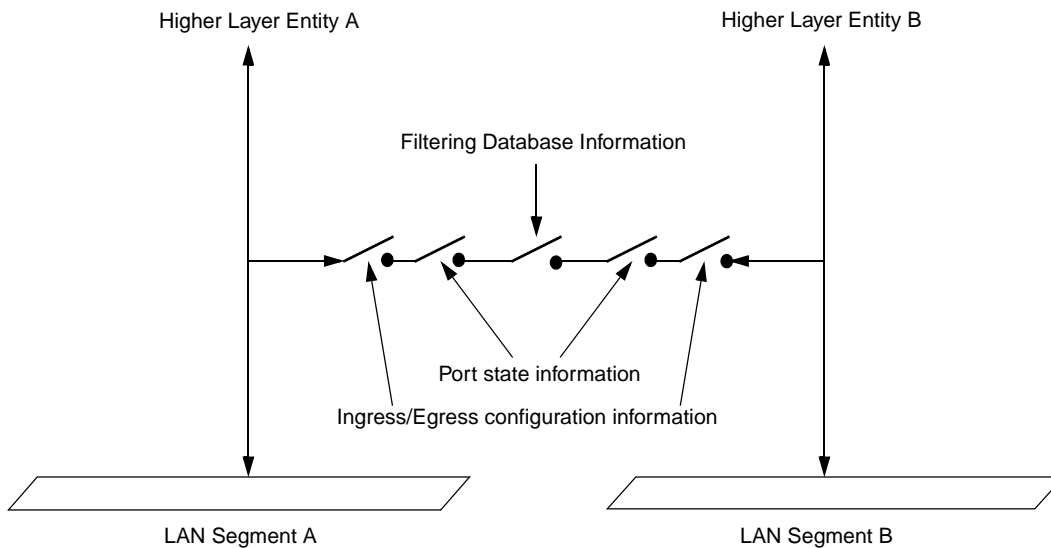 Higher Layer Entity A
Higher Layer Entity B
Filtering Database Information
Port state information
Ingress/Egress configuration information
LAN Segment A
LAN Segment B